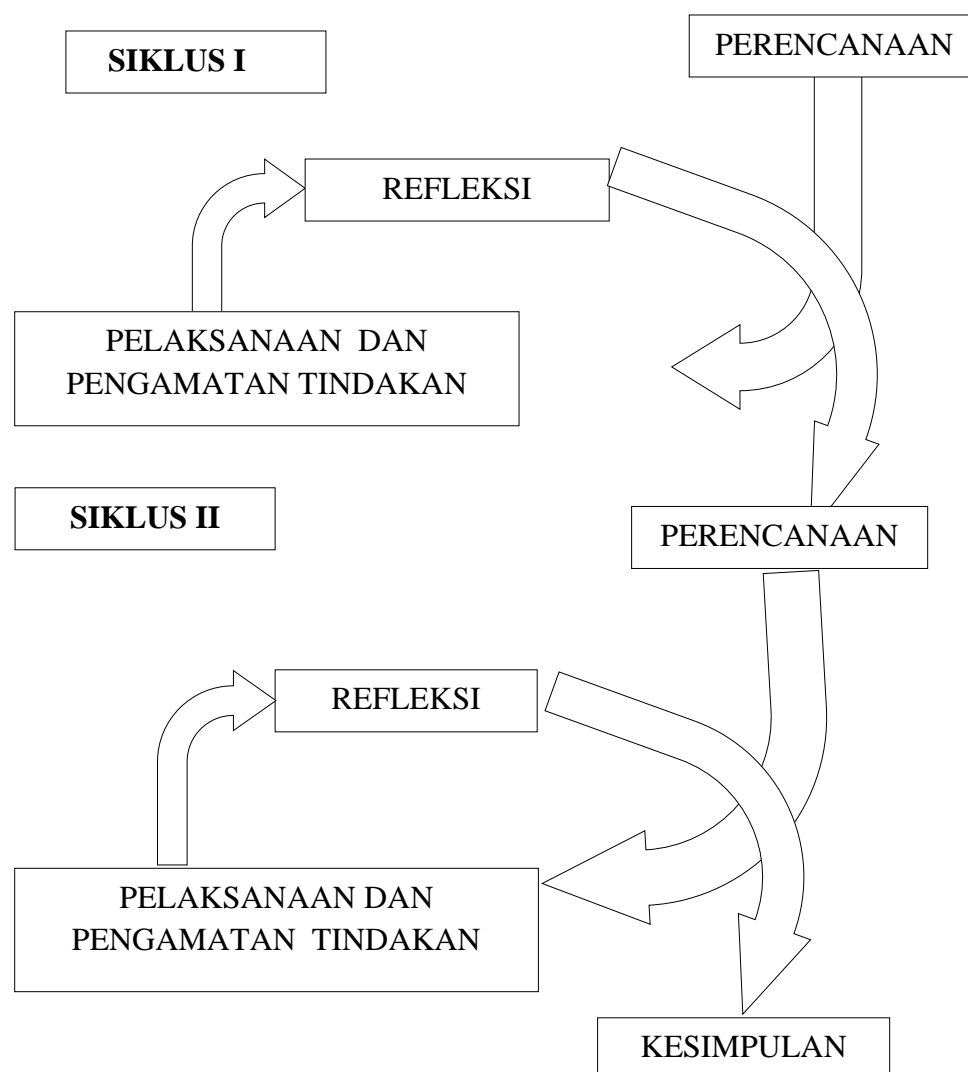 SIKLUS I
PERENCANAAN
REFLEKSI
PELAKSANAAN DAN
PENGAMATAN TINDAKAN
SIKLUS II
PERENCANAAN
REFLEKSI
PELAKSANAAN DAN
PENGAMATAN TINDAKAN
KESIMPULAN